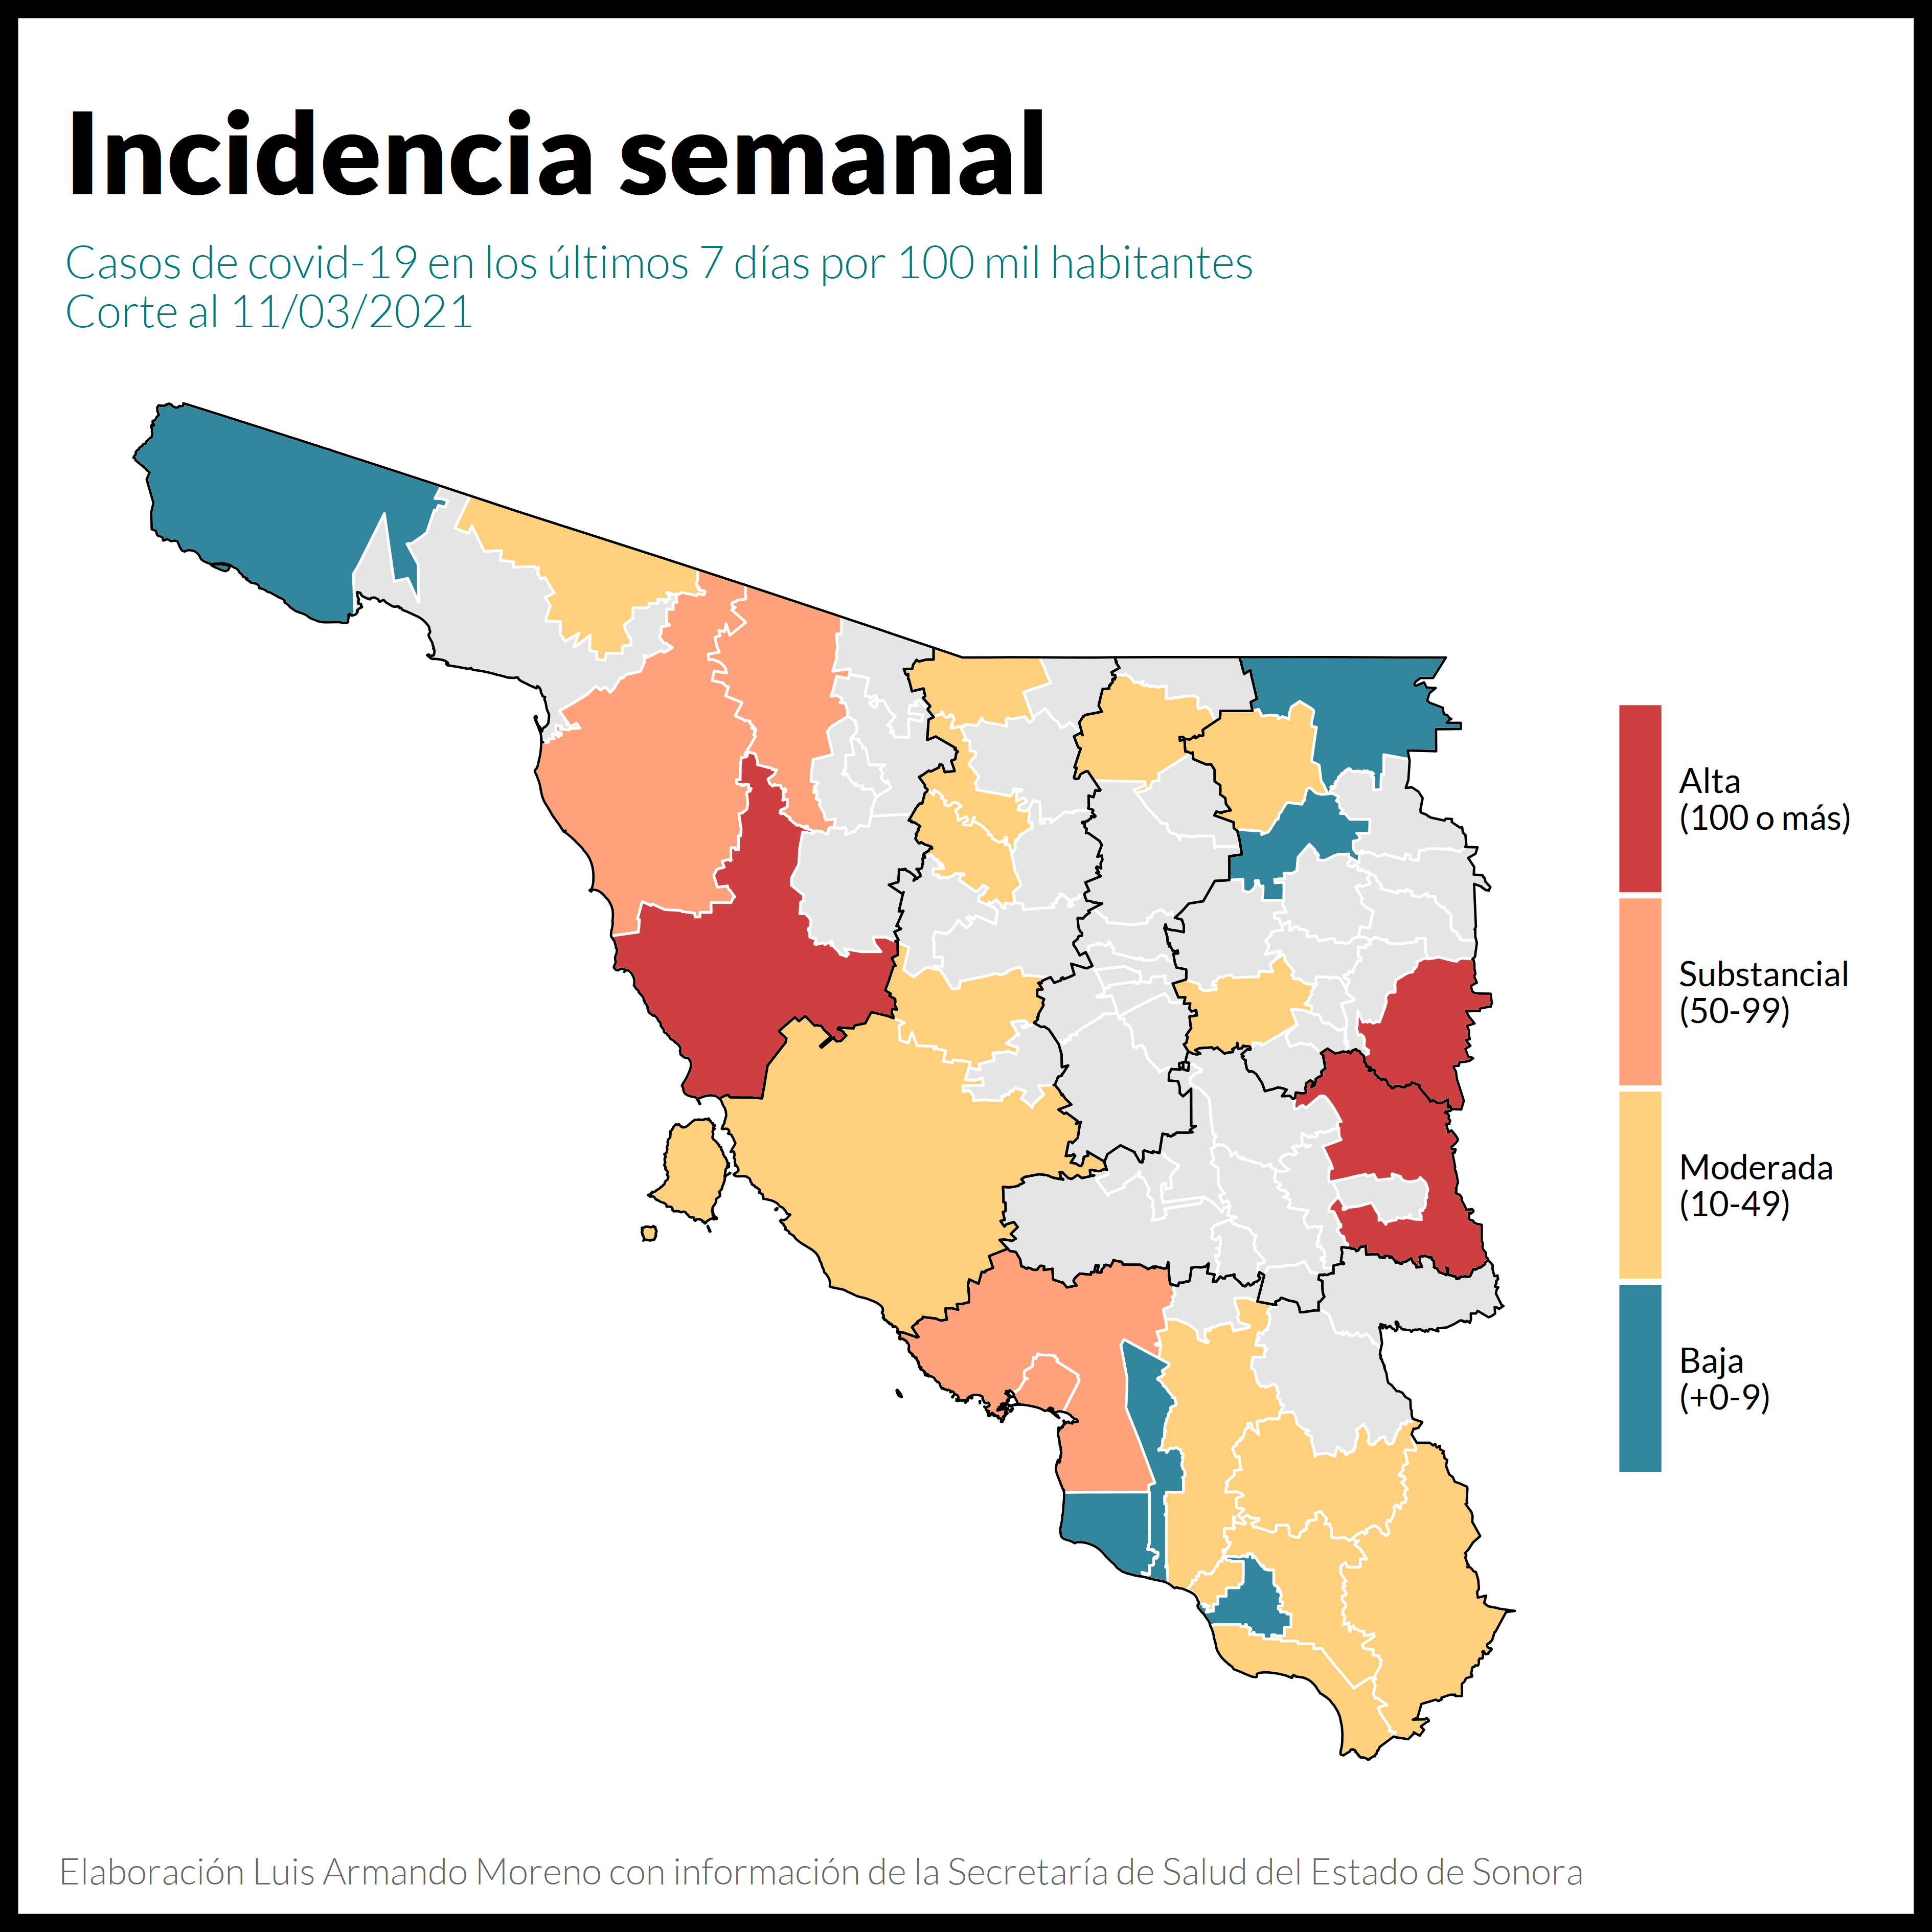 Incidencia semanal
Casos de covid-19 en los últimos 7 días por 100 mil habitantes
Corte al 11/03/2021
Alta
(100 o más)
Substancial
(50-99)
Moderada
(10-49)
Baja
(+0-9)
Elaboración Luis Armando Moreno con información de la Secretaría de Salud del Estado de Sonora